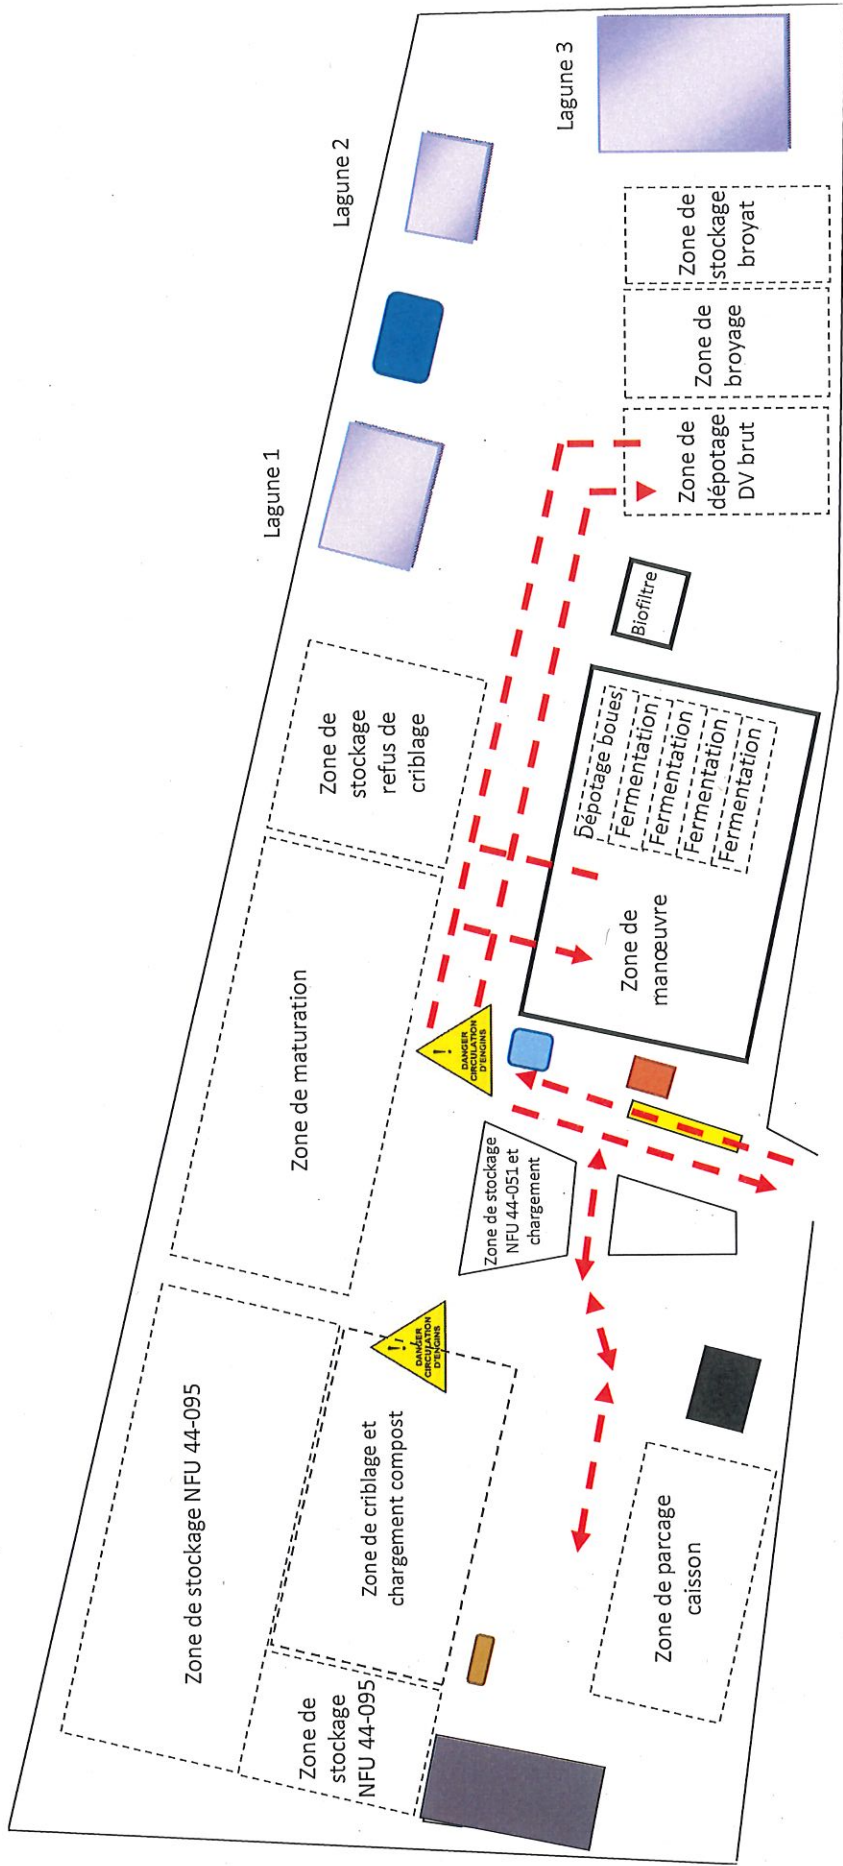 Zone de stockage NFU 44-095
Zone de
stockage
NFU 44-095
Zone de criblage et
chargement compost
!
DANGER
CIRCULATION
D'ENGINS
Zone de parcage
caisson
Zone de maturation
Zone de stockage
NFU 44-051 et
chargement
!
DANGER
CIRCULATION
D'ENGINS
Zone de
stockage
refus de
criblage
Zone de
manœuvre
Dépotage boues
Fermentation
Fermentation
Fermentation
Fermentation
Biofiltre
Lagune 1
Lagune 2
Lagune 3
Zone de
dépotage
DV brut
Zone de
broyage
Zone de
stockage
broyat